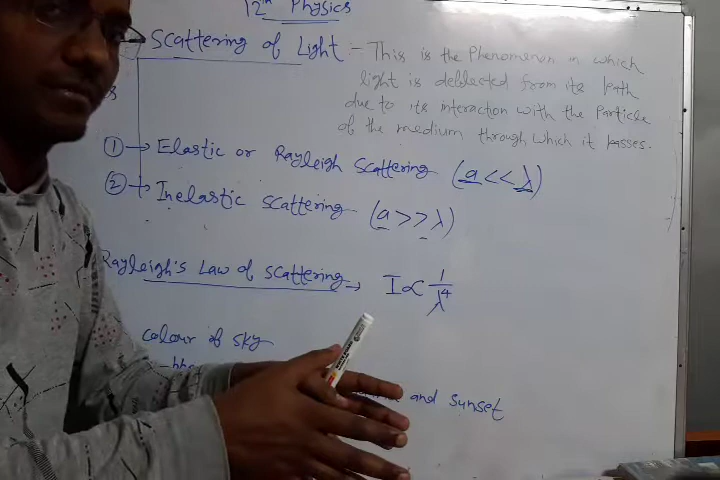 12th Physics
Scattering of Light :- This is the Phenomenon in which
light is deflected from its Path
due to its interaction with the Particle
of the medium through which it passes.
① → Elastic or Rayleigh Scattering (a << λ)
② → Inelastic scattering (a >> λ)
Rayleigh's Law of scattering → I ∝ 1/λ⁴
colour of sky
and Sunset